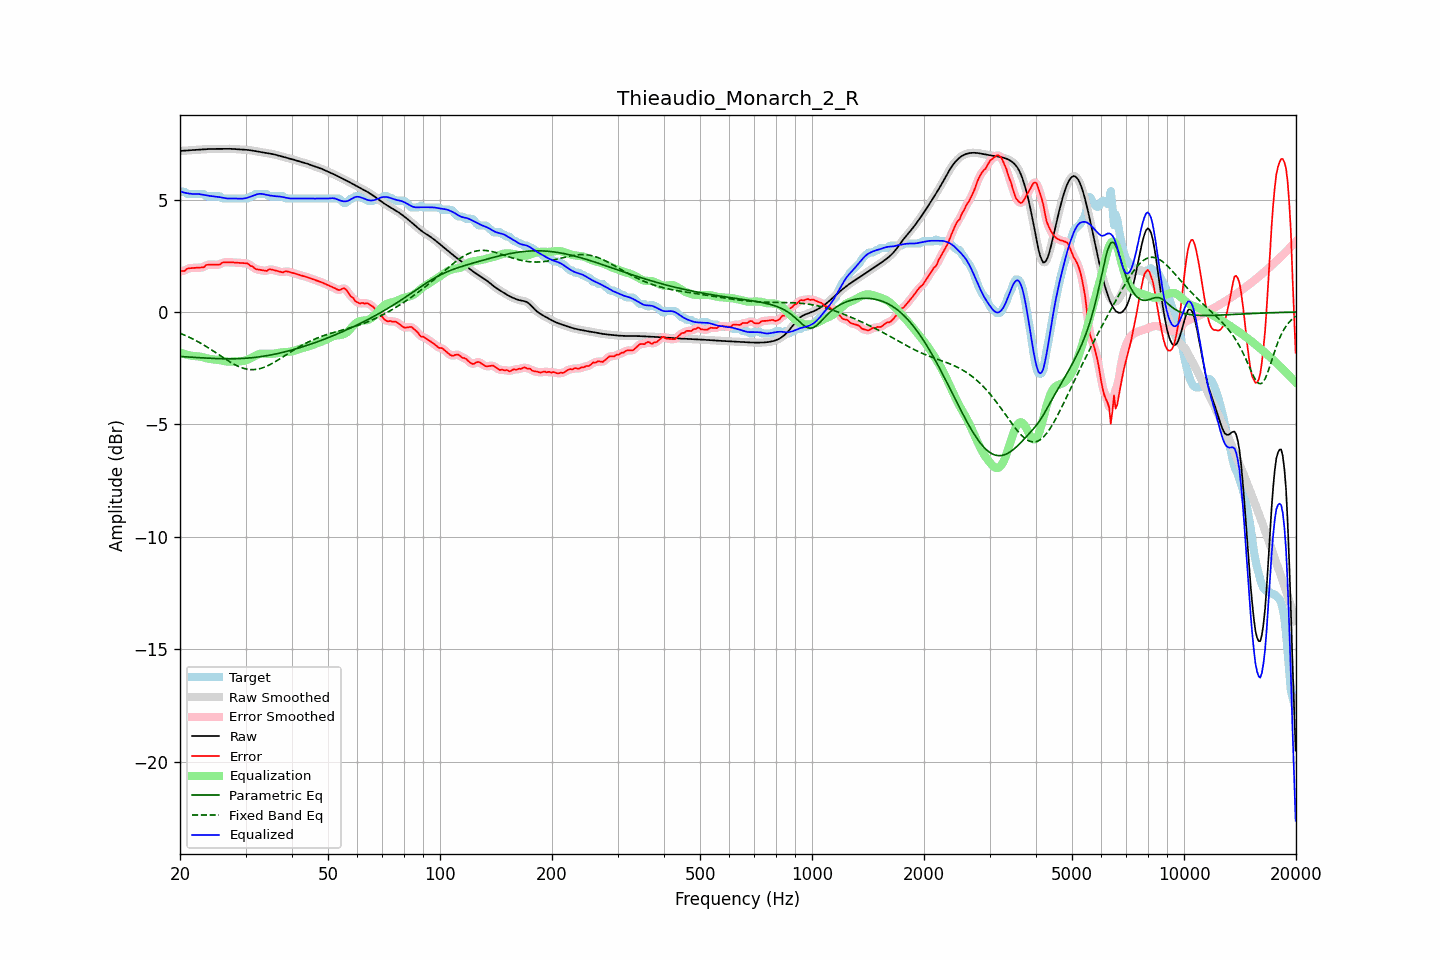 Thieaudio_Monarch_2_R
Amplitude (dBr)
5
0
−5
−10
−15
−20
Target
Raw Smoothed
Error Smoothed
Raw
Error
Equalization
Parametric Eq
Fixed Band Eq
Equalized
20 50 100 200 500 1000 2000 5000 10000 20000
Frequency (Hz)